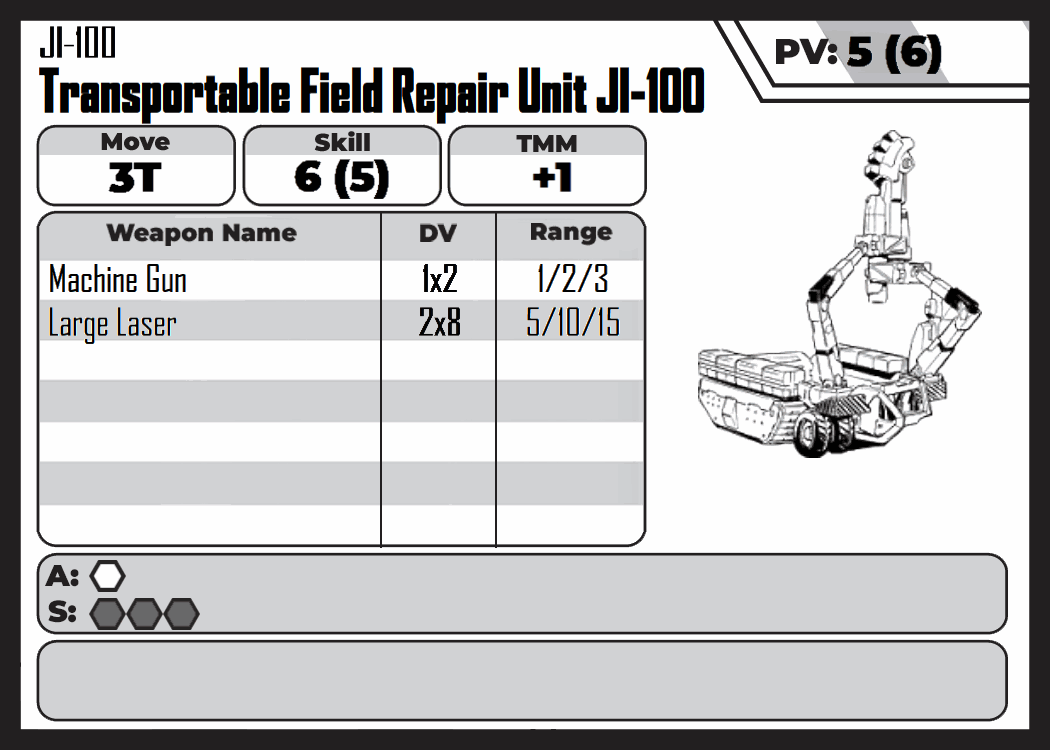 JI-100
PV: 5 (6)
Transportable Field Repair Unit JI-100
Move Skill TMM
3T 6 (5) +1
Weapon Name DV Range
Machine Gun 1x2 1/2/3
Large Laser 2x8 5/10/15
A:
S: